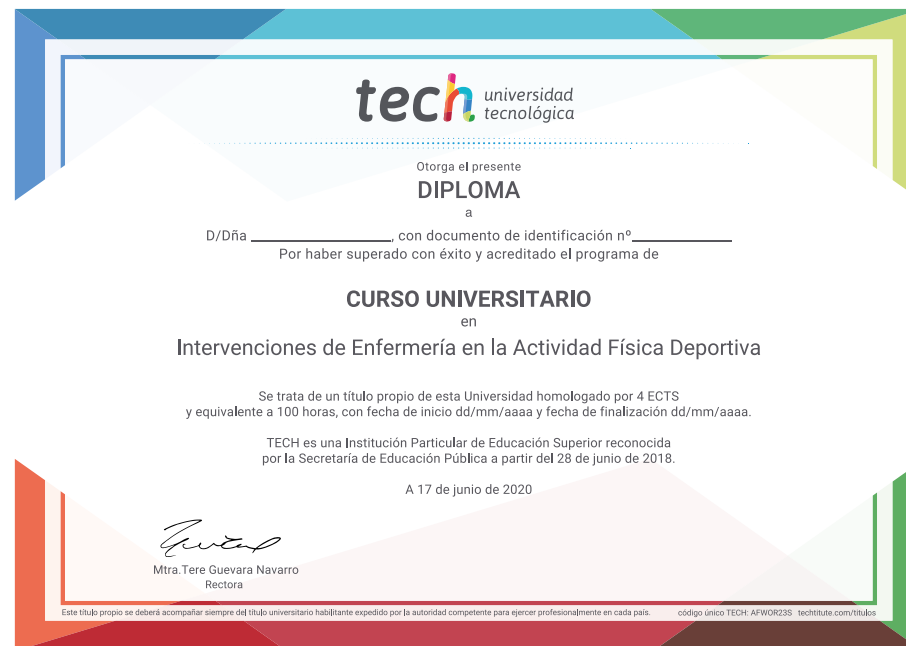 tech universidad
tecnológica
Otorga el presente
DIPLOMA
a
D/Dña ____________, con documento de identificación nº____________
Por haber superado con éxito y acreditado el programa de
CURSO UNIVERSITARIO
en
Intervenciones de Enfermería en la Actividad Física Deportiva
Se trata de un título propio de esta Universidad homologado por 4 ECTS
y equivalente a 100 horas, con fecha de inicio dd/mm/aaaa y fecha de finalización dd/mm/aaaa.
TECH es una Institución Particular de Educación Superior reconocida
por la Secretaría de Educación Pública a partir del 28 de junio de 2018.
A 17 de junio de 2020
Mtra.Tere Guevara Navarro
Rectora
Este título propio se deberá acompañar siempre del título universitario habilitante expedido por la autoridad competente para ejercer profesionalmente en cada país. código único TECH: AFWOR23S techtitute.com/titulos